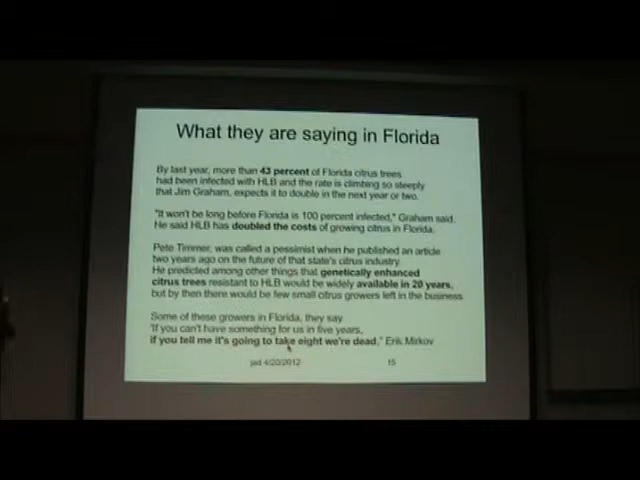 What they are saying in Florida
By last year, more than 43 percent of Florida citrus trees
had been infected with HLB and the rate is climbing so steeply
that Jim Graham, expects it to double in the next year or two.
"It won't be long before Florida is 100 percent infected," Graham said.
He said HLB has doubled the costs of growing citrus in Florida.
Pete Timmer, was called a pessimist when he published an article
two years ago on the future of that state's citrus industry.
He predicted among other things that genetically enhanced
citrus trees resistant to HLB would be widely available in 20 years,
but by then there would be few small citrus growers left in the business
Some of these growers in Florida, they say
'If you can't have something for us in five years,
if you tell me it's going to take eight we're dead,' Erik Mirkov
jad 4/20/2012 15